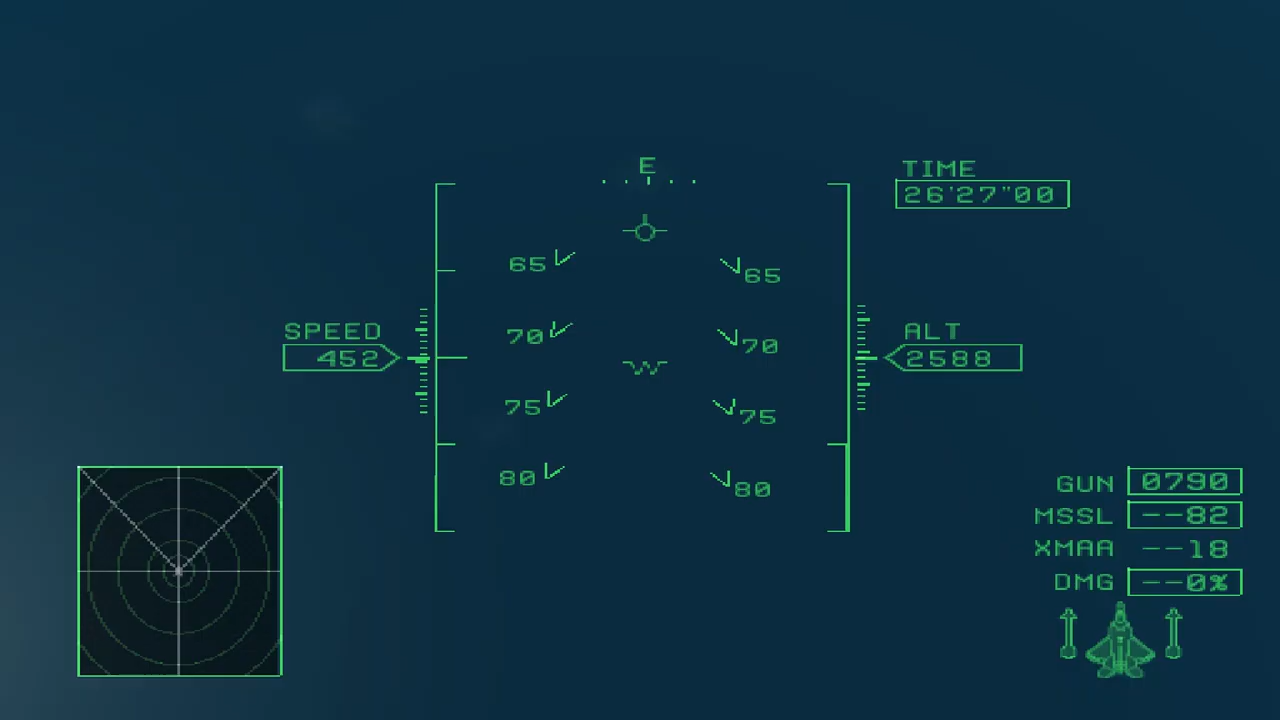 E
TIME
26'27"00
65 65
SPEED
452
70 70
ALT
2588
75 75
80 80
GUN 0790
MSSL --82
XMAA --18
DMG --0%